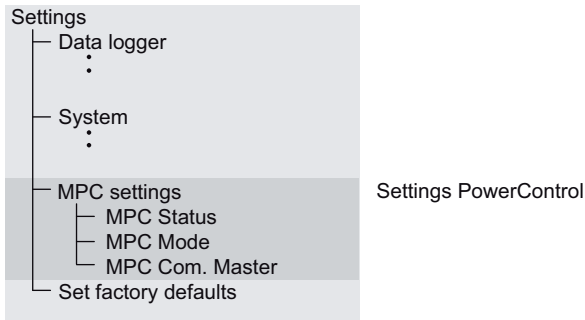 Settings
Data logger
System
MPC settings
Settings PowerControl
MPC Status
MPC Mode
MPC Com. Master
Set factory defaults